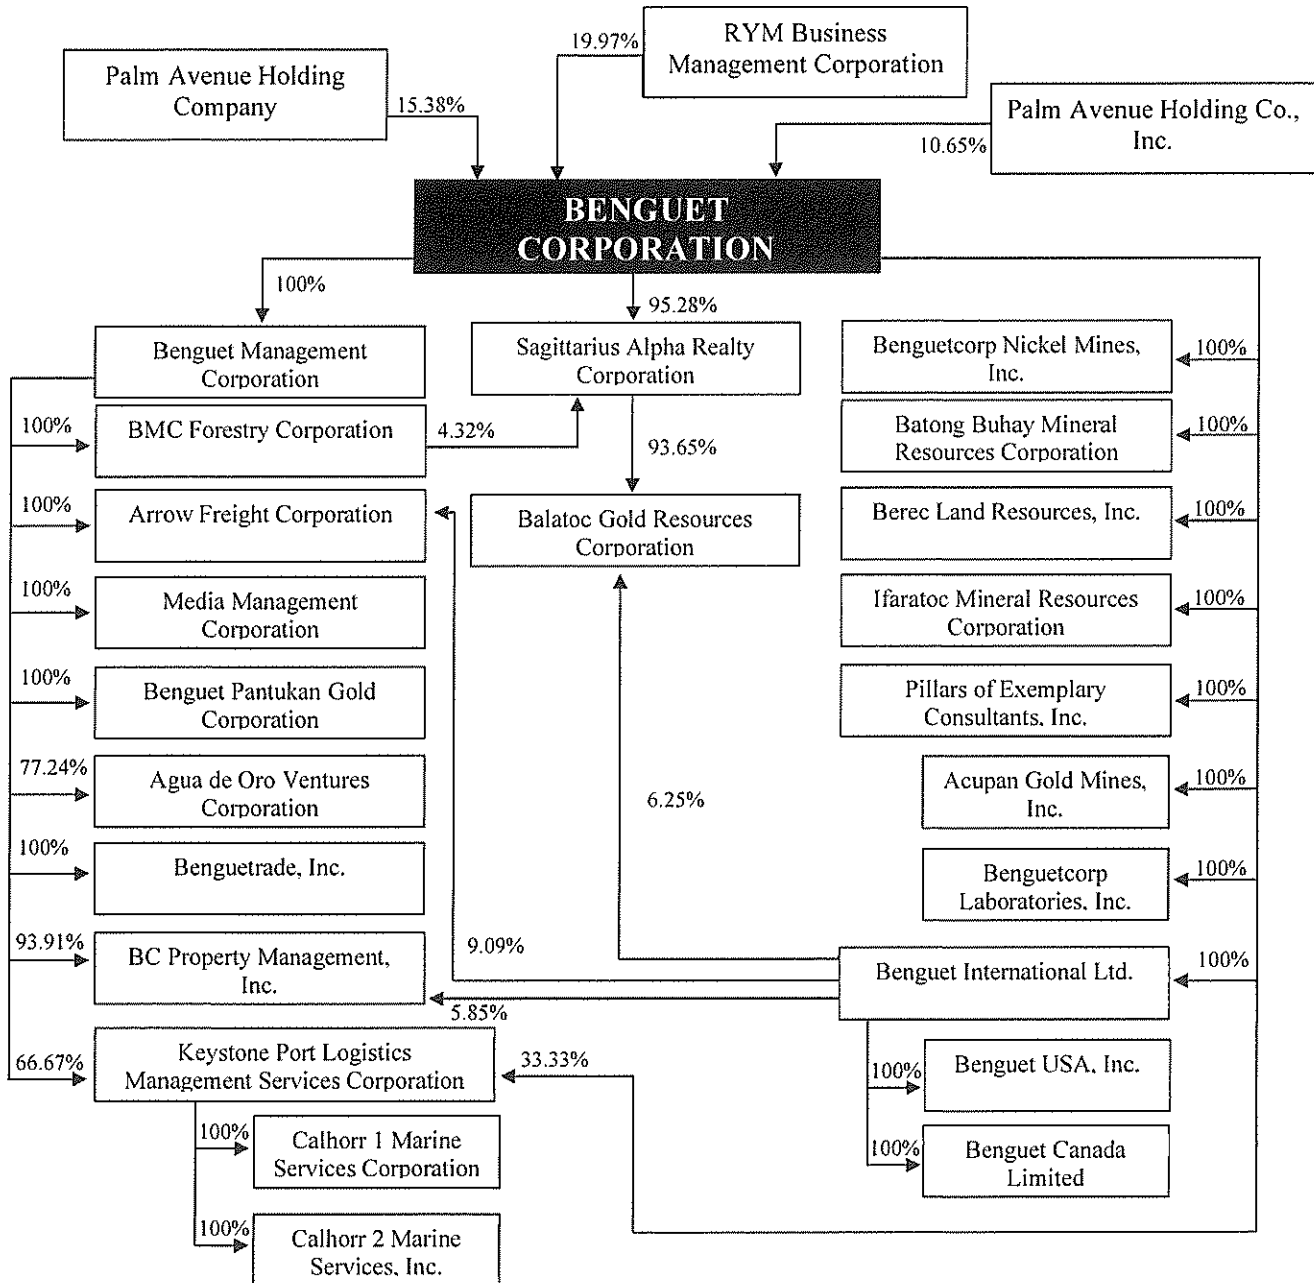 RYM Business
Management Corporation
19.97%
Palm Avenue Holding
Company
15.38%
Palm Avenue Holding Co.,
Inc.
10.65%
BENGUET
CORPORATION
100%
95.28%
Benguet Management
Corporation
Sagittarius Alpha Realty
Corporation
Benguetcorp Nickel Mines,
Inc.
100%
100%
BMC Forestry Corporation
4.32%
93.65%
Batong Buhay Mineral
Resources Corporation
100%
100%
Arrow Freight Corporation
Balatoc Gold Resources
Corporation
Berec Land Resources, Inc.
100%
100%
Media Management
Corporation
Ifaratoc Mineral Resources
Corporation
100%
100%
Benguet Pantukan Gold
Corporation
Pillars of Exemplary
Consultants, Inc.
100%
77.24%
Agua de Oro Ventures
Corporation
6.25%
Acupan Gold Mines,
Inc.
100%
100%
Benguetrade, Inc.
Benguetcorp
Laboratories, Inc.
100%
93.91%
BC Property Management,
Inc.
9.09%
5.85%
Benguet International Ltd.
100%
66.67%
Keystone Port Logistics
Management Services Corporation
33.33%
100%
Benguet USA, Inc.
100%
Calhorr 1 Marine
Services Corporation
100%
Benguet Canada
Limited
100%
Calhorr 2 Marine
Services, Inc.